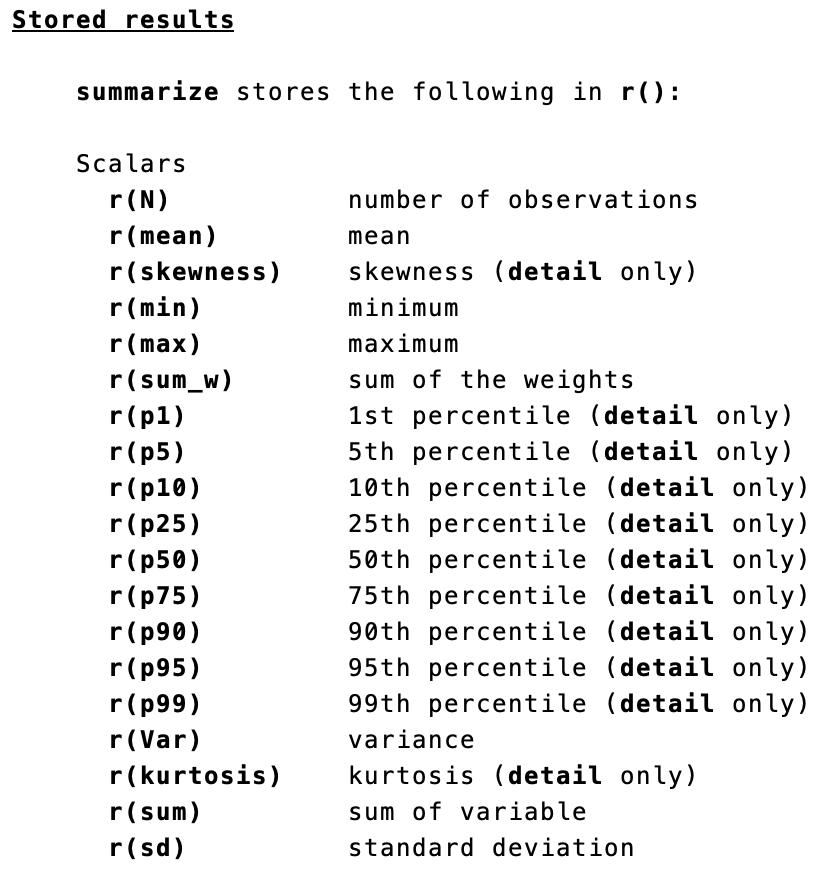 Stored results
summarize stores the following in r():
Scalars
r(N) number of observations
r(mean) mean
r(skewness) skewness (detail only)
r(min) minimum
r(max) maximum
r(sum_w) sum of the weights
r(p1) 1st percentile (detail only)
r(p5) 5th percentile (detail only)
r(p10) 10th percentile (detail only)
r(p25) 25th percentile (detail only)
r(p50) 50th percentile (detail only)
r(p75) 75th percentile (detail only)
r(p90) 90th percentile (detail only)
r(p95) 95th percentile (detail only)
r(p99) 99th percentile (detail only)
r(Var) variance
r(kurtosis) kurtosis (detail only)
r(sum) sum of variable
r(sd) standard deviation